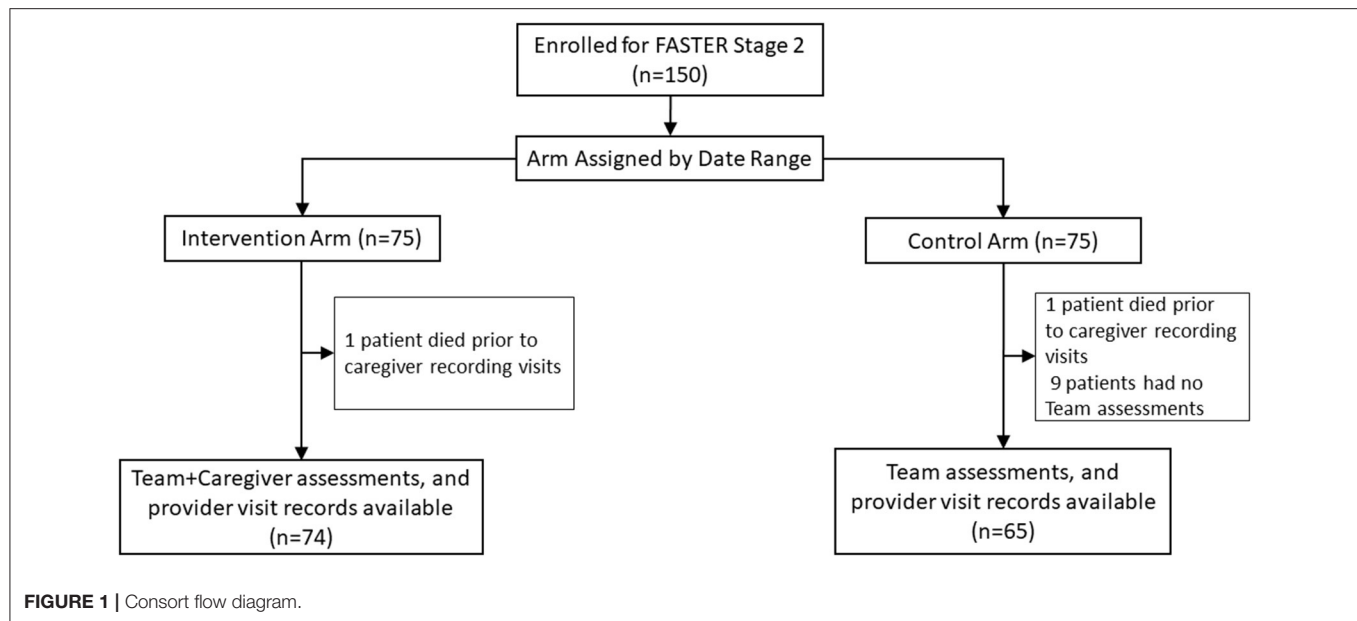 Enrolled for FASTER Stage 2
(n=150)
Arm Assigned by Date Range
Intervention Arm (n=75)
Control Arm (n=75)
1 patient died prior to
caregiver recording visits
1 patient died prior
to caregiver recording
visits
9 patients had no
Team assessments
Team+Caregiver assessments, and
provider visit records available
(n=74)
Team assessments, and
provider visit records available
(n=65)
FIGURE 1 | Consort flow diagram.